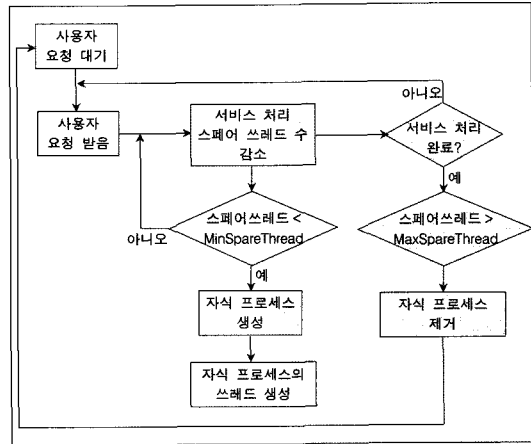 사용자
요청 대기
아니오
사용자
요청 받음
서비스 처리
스페어 쓰레드 수
감소
서비스 처리
완료?
예
아니오
스페어쓰레드 <
MinSpareThread
스페어쓰레드 >
MaxSpareThread
예
자식 프로세스
생성
자식 프로세스
제거
자식 프로세스의
쓰레드 생성